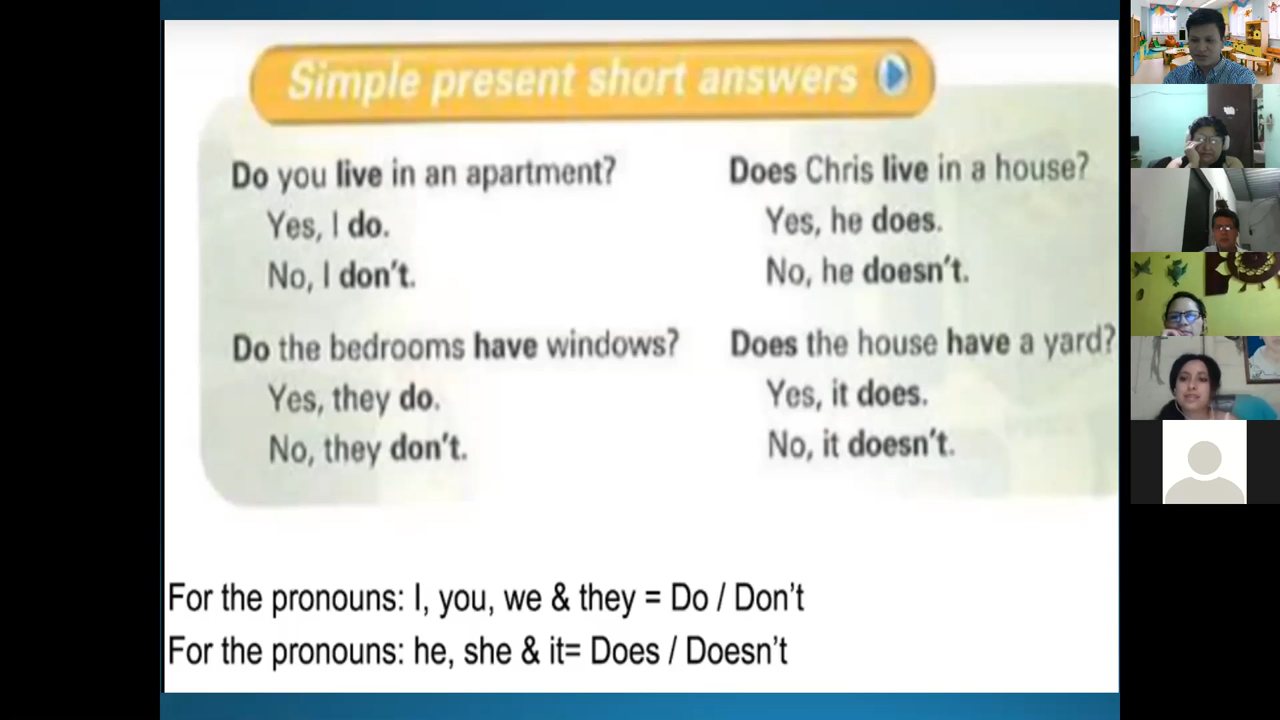 Simple present short answers
Do you live in an apartment?
Yes, I do.
No, I don't.
Does Chris live in a house?
Yes, he does.
No, he doesn't.
Do the bedrooms have windows?
Yes, they do.
No, they don't.
Does the house have a yard?
Yes, it does.
No, it doesn't.
For the pronouns: I, you, we & they = Do / Don't
For the pronouns: he, she & it= Does / Doesn't